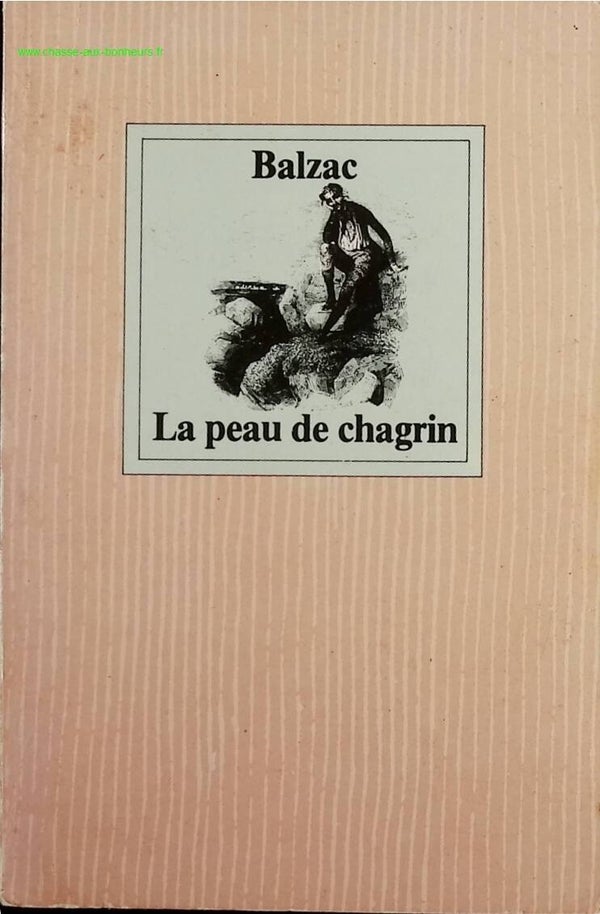 www.chasse-aux-bonheurs.fr
Balzac
La peau de chagrin